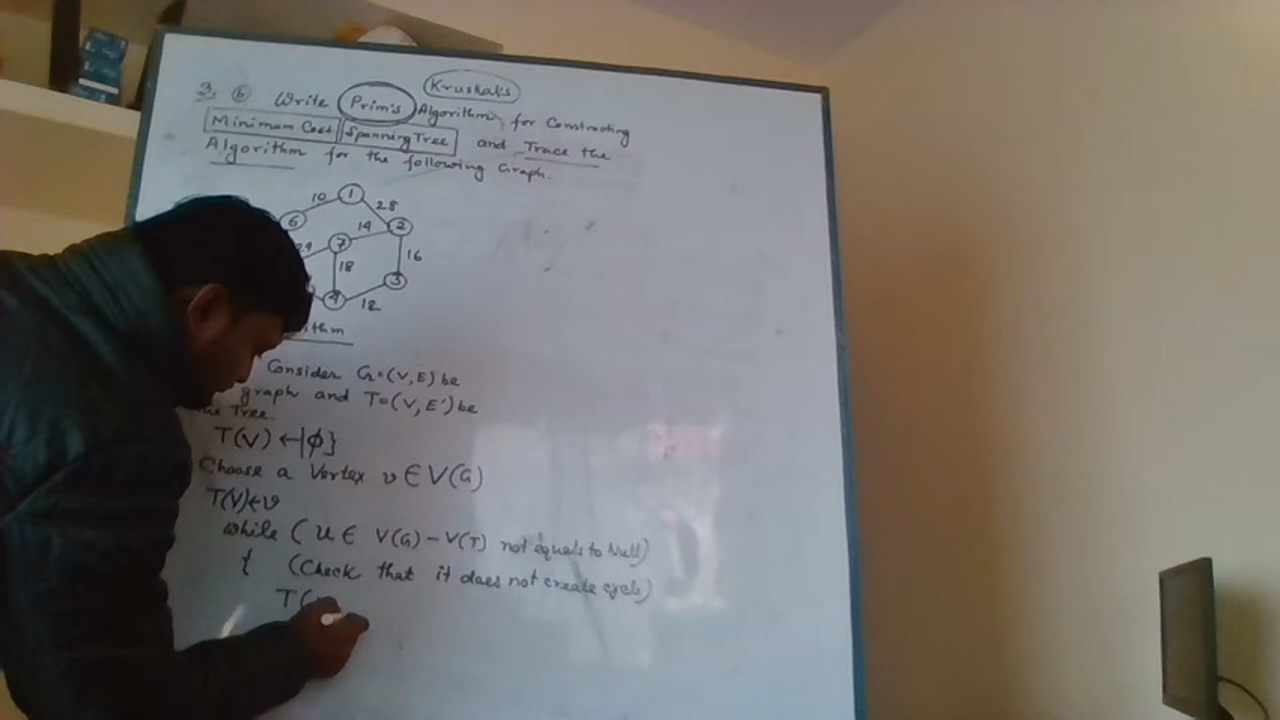 3. b Write Prim's Kruskal's Algorithm for Constructing
Minimum Cost Spanning Tree and Trace the
Algorithm for the following Graph.
1
10 28
6 2
14
7 16
18
3
4 12
Consider G=(V,E) be
graph and T=(V,E') be
Tree.
T(V) ← {ϕ}
Choose a Vertex v ∈ V(G)
T(V) ← v
while ( u ∈ V(G) - V(T) not equals to Null)
{ (Check that it does not create cycle)
T(